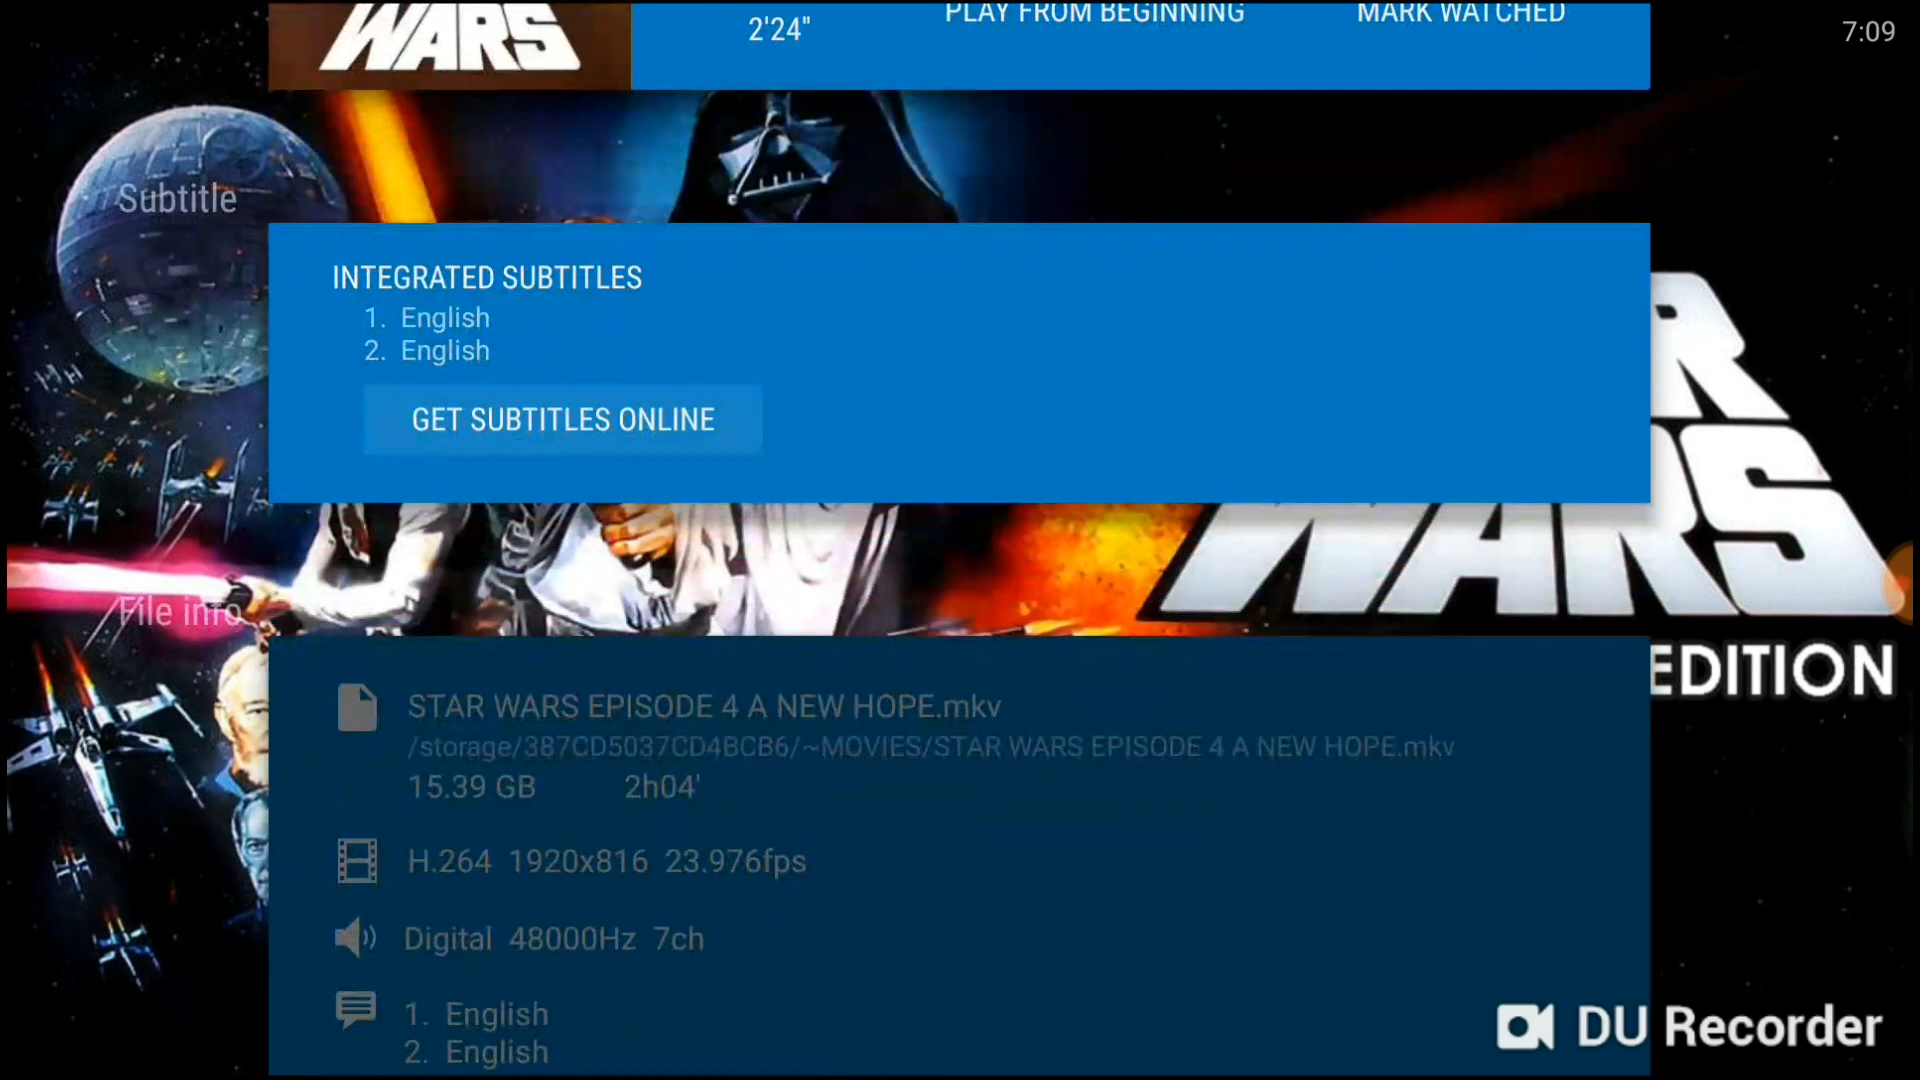 WARS
2'24"
PLAY FROM BEGINNING
MARK WATCHED
7:09
Subtitle
INTEGRATED SUBTITLES
1. English
2. English
GET SUBTITLES ONLINE
WARS
EDITION
File info
STAR WARS EPISODE 4 A NEW HOPE.mkv
/storage/387CD5037CD4BCB6/~MOVIES/STAR WARS EPISODE 4 A NEW HOPE.mkv
15.39 GB 2h04'
H.264 1920x816 23.976fps
Digital 48000Hz 7ch
1. English
2. English
DU Recorder